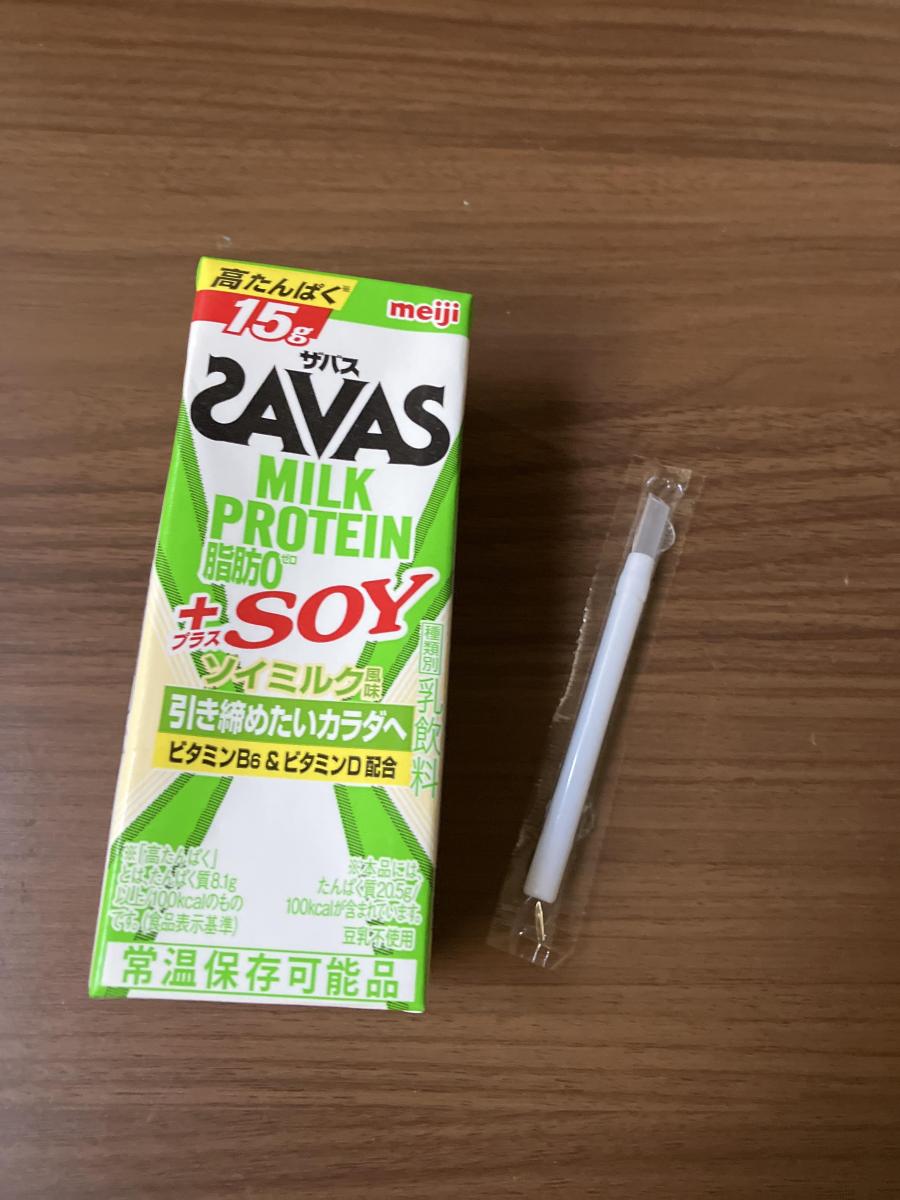 高たんぱく※
15g
meiji
ザバス
SAVAS
MILK
PROTEIN
脂肪0ゼロ
+SOY
プラス
ソイミルク風味
種類別 乳飲料
引き締めたいカラダへ
ビタミンB6 & ビタミンD 配合
※「高たんぱく」
とは、たんぱく質8.1g
以上/100kcalのもの
です。(食品表示基準)
※本品には、
たんぱく質20.5g/
100kcalが含まれています。
豆乳不使用
常温保存可能品